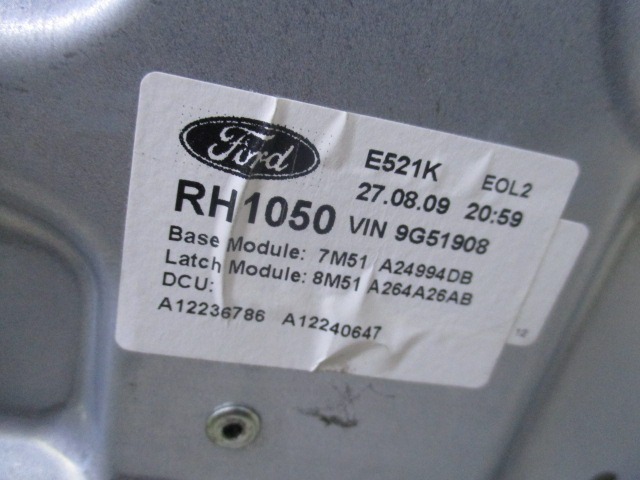 Ford
E521K EOL2
27.08.09 20:59
RH1050 VIN 9G51908
Base Module: 7M51 A24994DB
Latch Module: 8M51 A264A26AB
DCU:
A12236786 A12240647
12